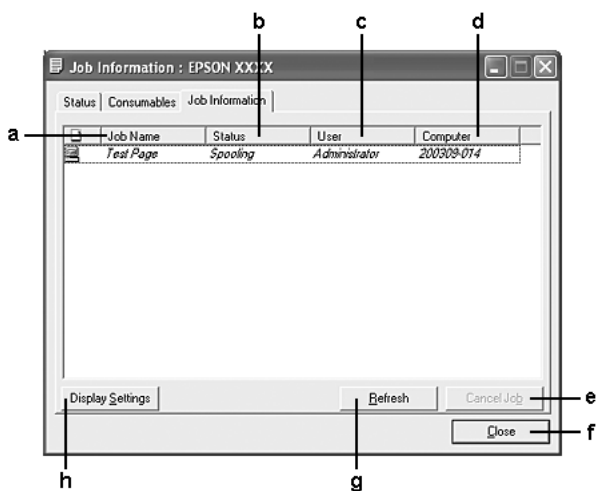 b c d
Job Information : EPSON XXXX
Status Consumables Job Information
a Job Name Status User Computer
Test Page Spooling Administrator 200309-014
Display Settings Refresh Cancel Job e
Close f
h g